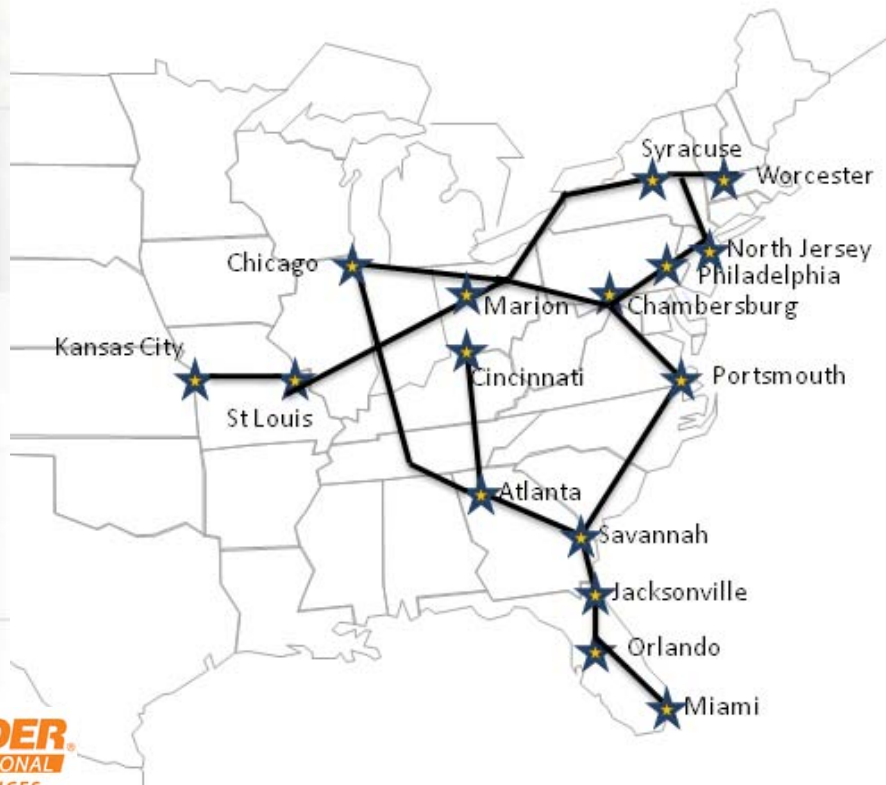 Syracuse
Worcester
North Jersey
Chicago
Philadelphia
Marion
Chambersburg
Kansas City
Cincinnati
Portsmouth
St Louis
Atlanta
Savannah
Jacksonville
Orlando
Miami